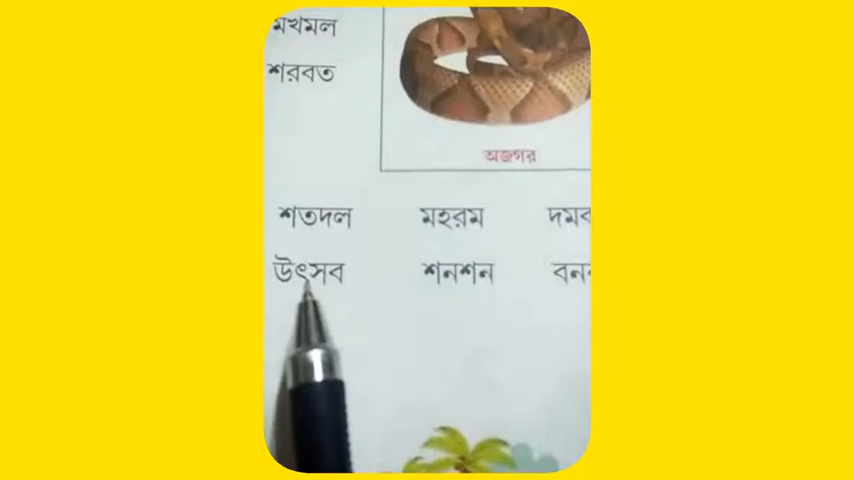 মখমল
শরবত
অজগর
শতদল মহরম
উৎসব শনশন